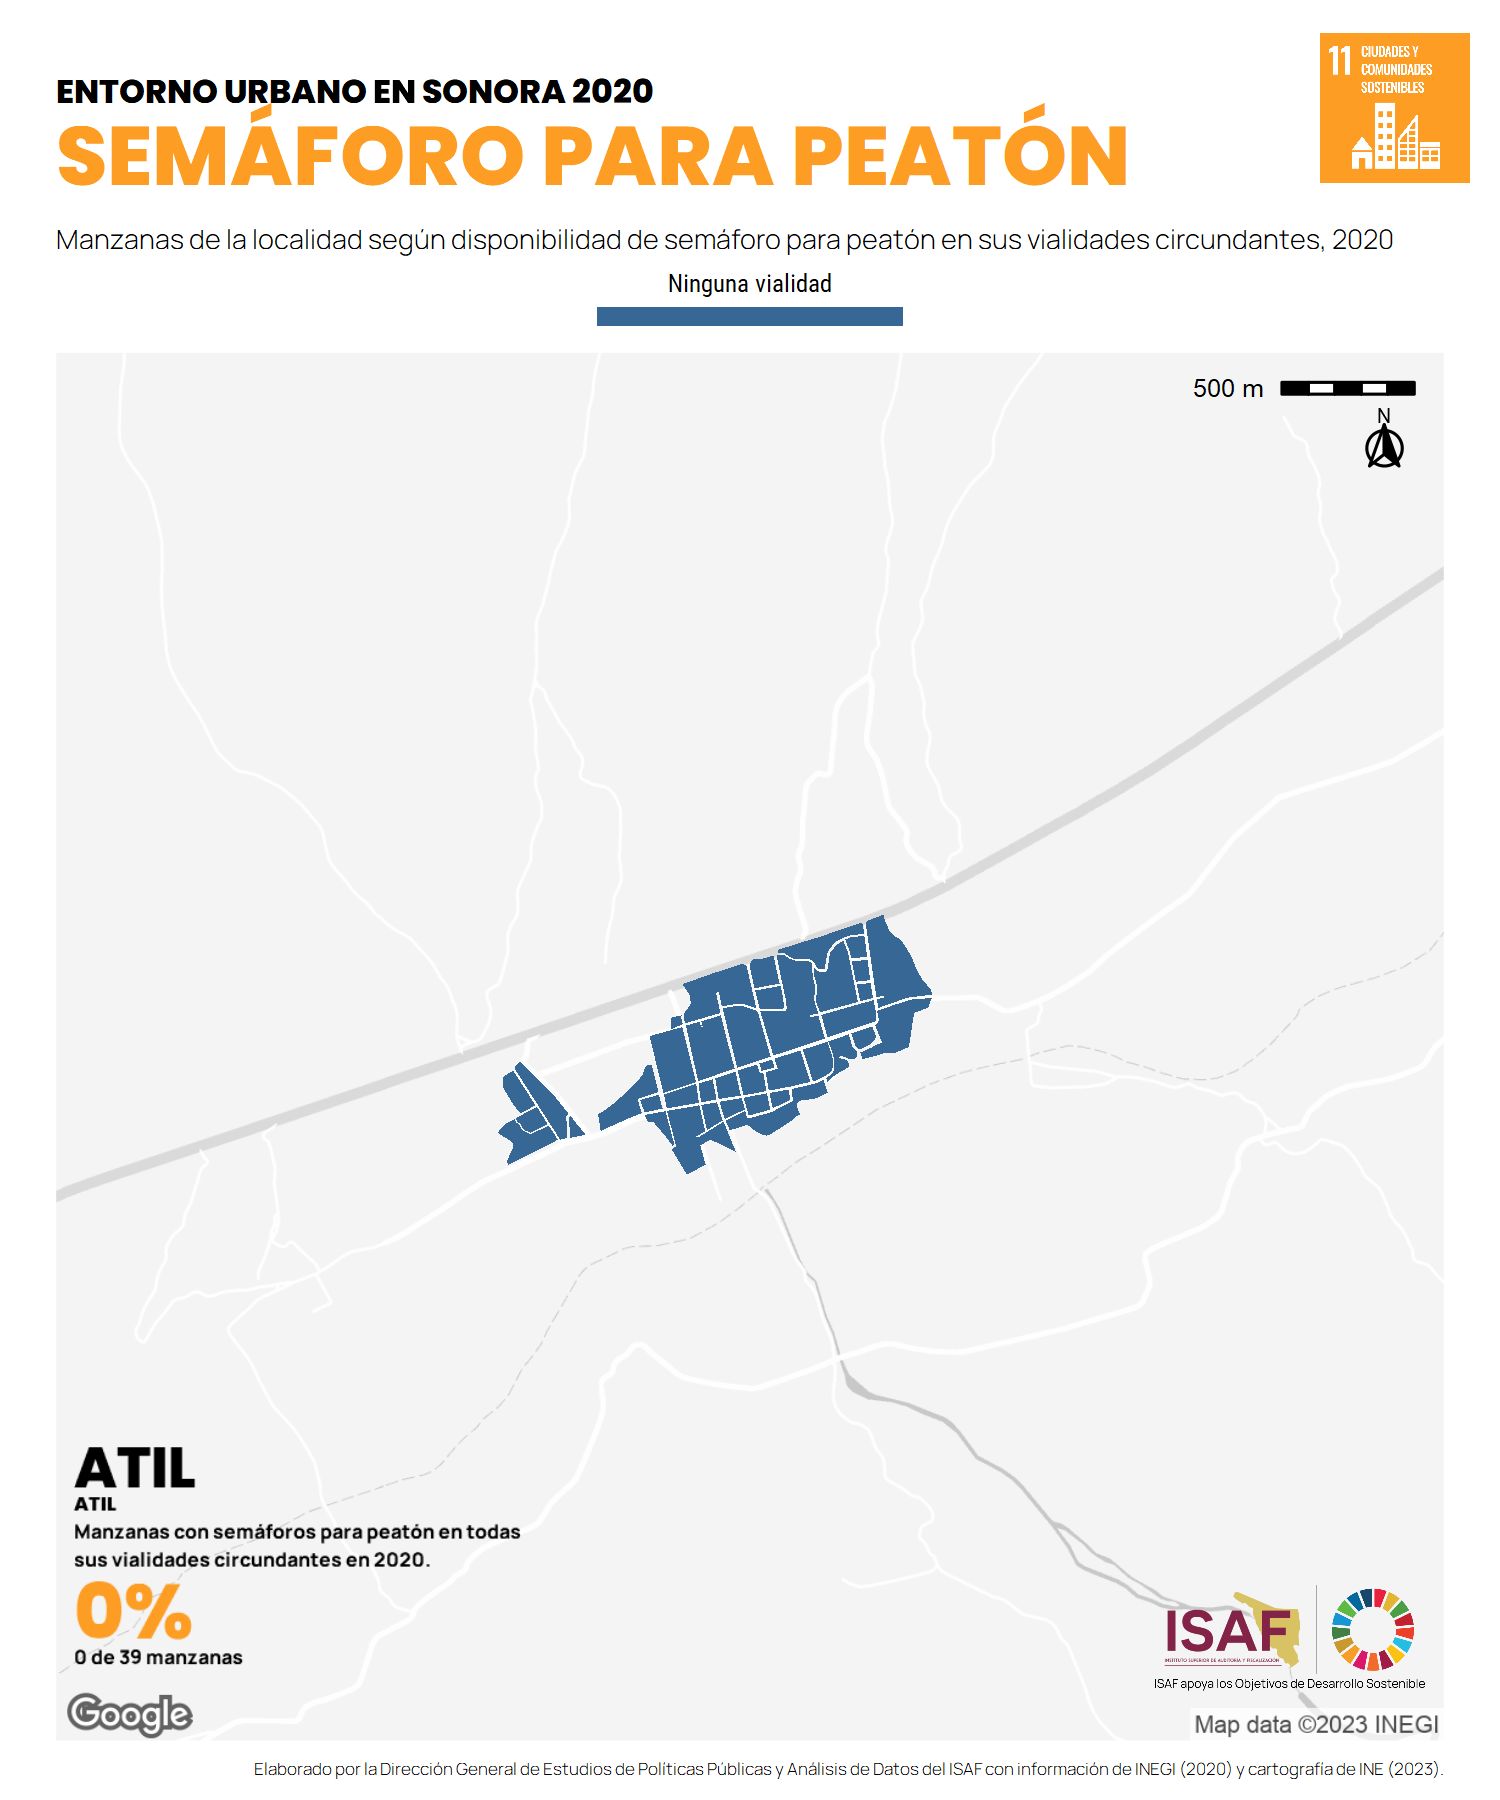 ENTORNO URBANO EN SONORA 2020
SEMÁFORO PARA PEATÓN
11 CIUDADES Y
COMUNIDADES
SOSTENIBLES
Manzanas de la localidad según disponibilidad de semáforo para peatón en sus vialidades circundantes, 2020
Ninguna vialidad
500 m
N
ATIL
ATIL
Manzanas con semáforos para peatón en todas
sus vialidades circundantes en 2020.
0%
0 de 39 manzanas
Google
ISAF
INSTITUTO SUPERIOR DE AUDITORÍA Y FISCALIZACIÓN
ISAF apoya los Objetivos de Desarrollo Sostenible
Map data ©2023 INEGI
Elaborado por la Dirección General de Estudios de Políticas Públicas y Análisis de Datos del ISAF con información de INEGI (2020) y cartografía de INE (2023).